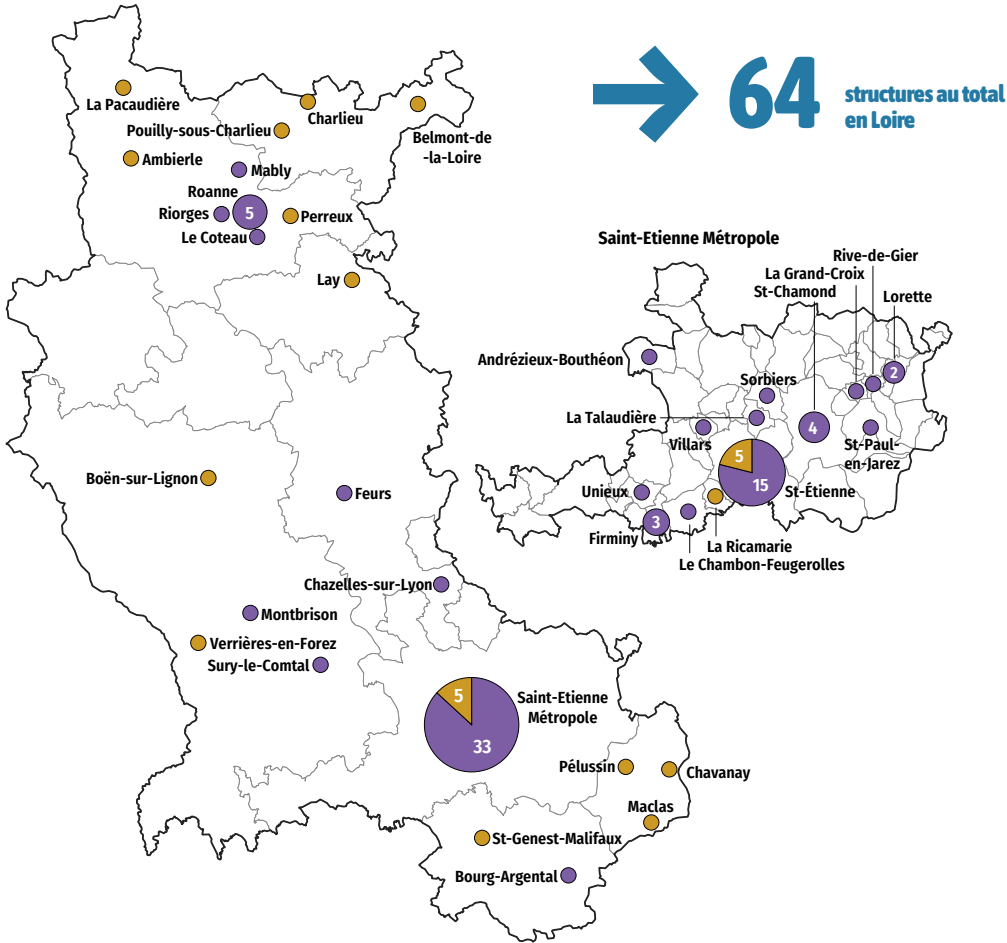 64
structures au total
en Loire
La Pacaudière
Charlieu
Pouilly-sous-Charlieu
Belmont-de
-la-Loire
Ambierle
Mably
Roanne
Riorges
5
Perreux
Le Coteau
Lay
Boën-sur-Lignon
Feurs
Chazelles-sur-Lyon
Montbrison
Verrières-en-Forez
Sury-le-Comtal
5
33
Saint-Etienne
Métropole
Pélussin
Chavanay
Maclas
St-Genest-Malifaux
Bourg-Argental
Saint-Etienne Métropole
Rive-de-Gier
La Grand-Croix
St-Chamond
Lorette
Andrézieux-Bouthéon
2
Sorbiers
La Talaudière
4
Villars
St-Paul-
en-Jarez
5
15
St-Étienne
Unieux
3
Firminy
La Ricamarie
Le Chambon-Feugerolles